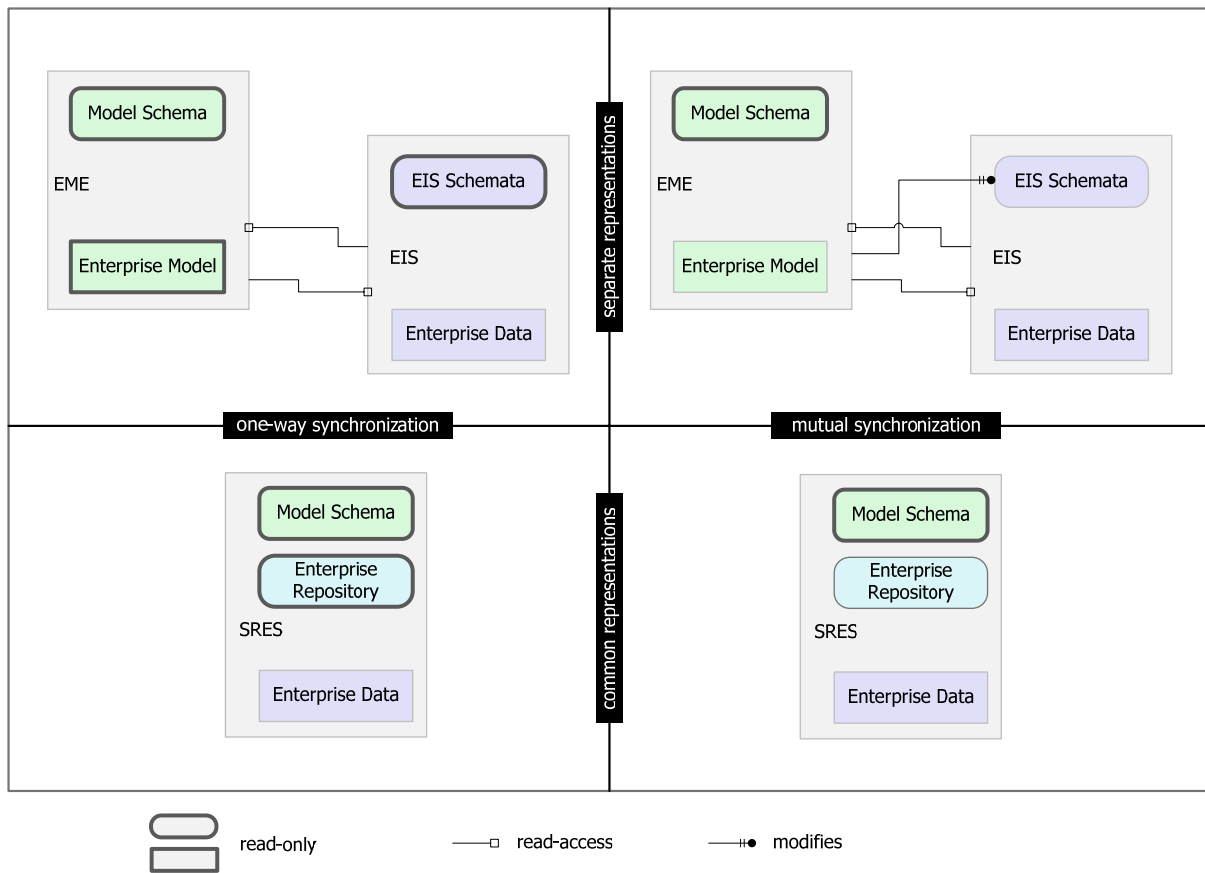 Model Schema
EME
Enterprise Model
EIS Schemata
EIS
Enterprise Data
separate representations
Model Schema
EME
Enterprise Model
EIS Schemata
EIS
Enterprise Data
one-way synchronization
mutual synchronization
Model Schema
Enterprise
Repository
SRES
Enterprise Data
common representations
Model Schema
Enterprise
Repository
SRES
Enterprise Data
read-only
read-access
modifies